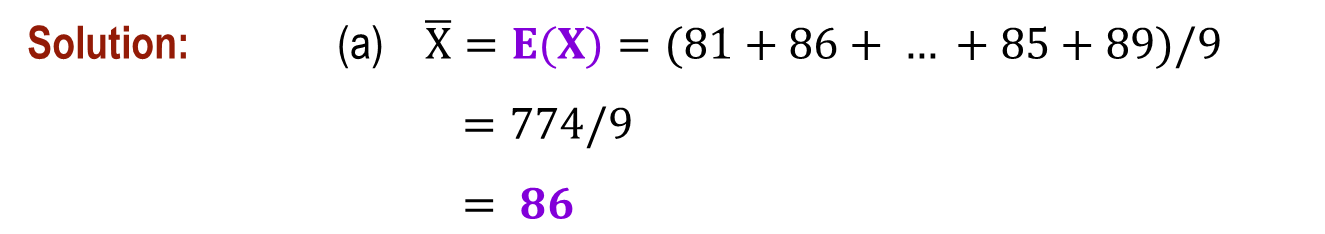 Solution: (a) X̅ = E(X) = (81 + 86 + … + 85 + 89)/9
= 774/9
= 86